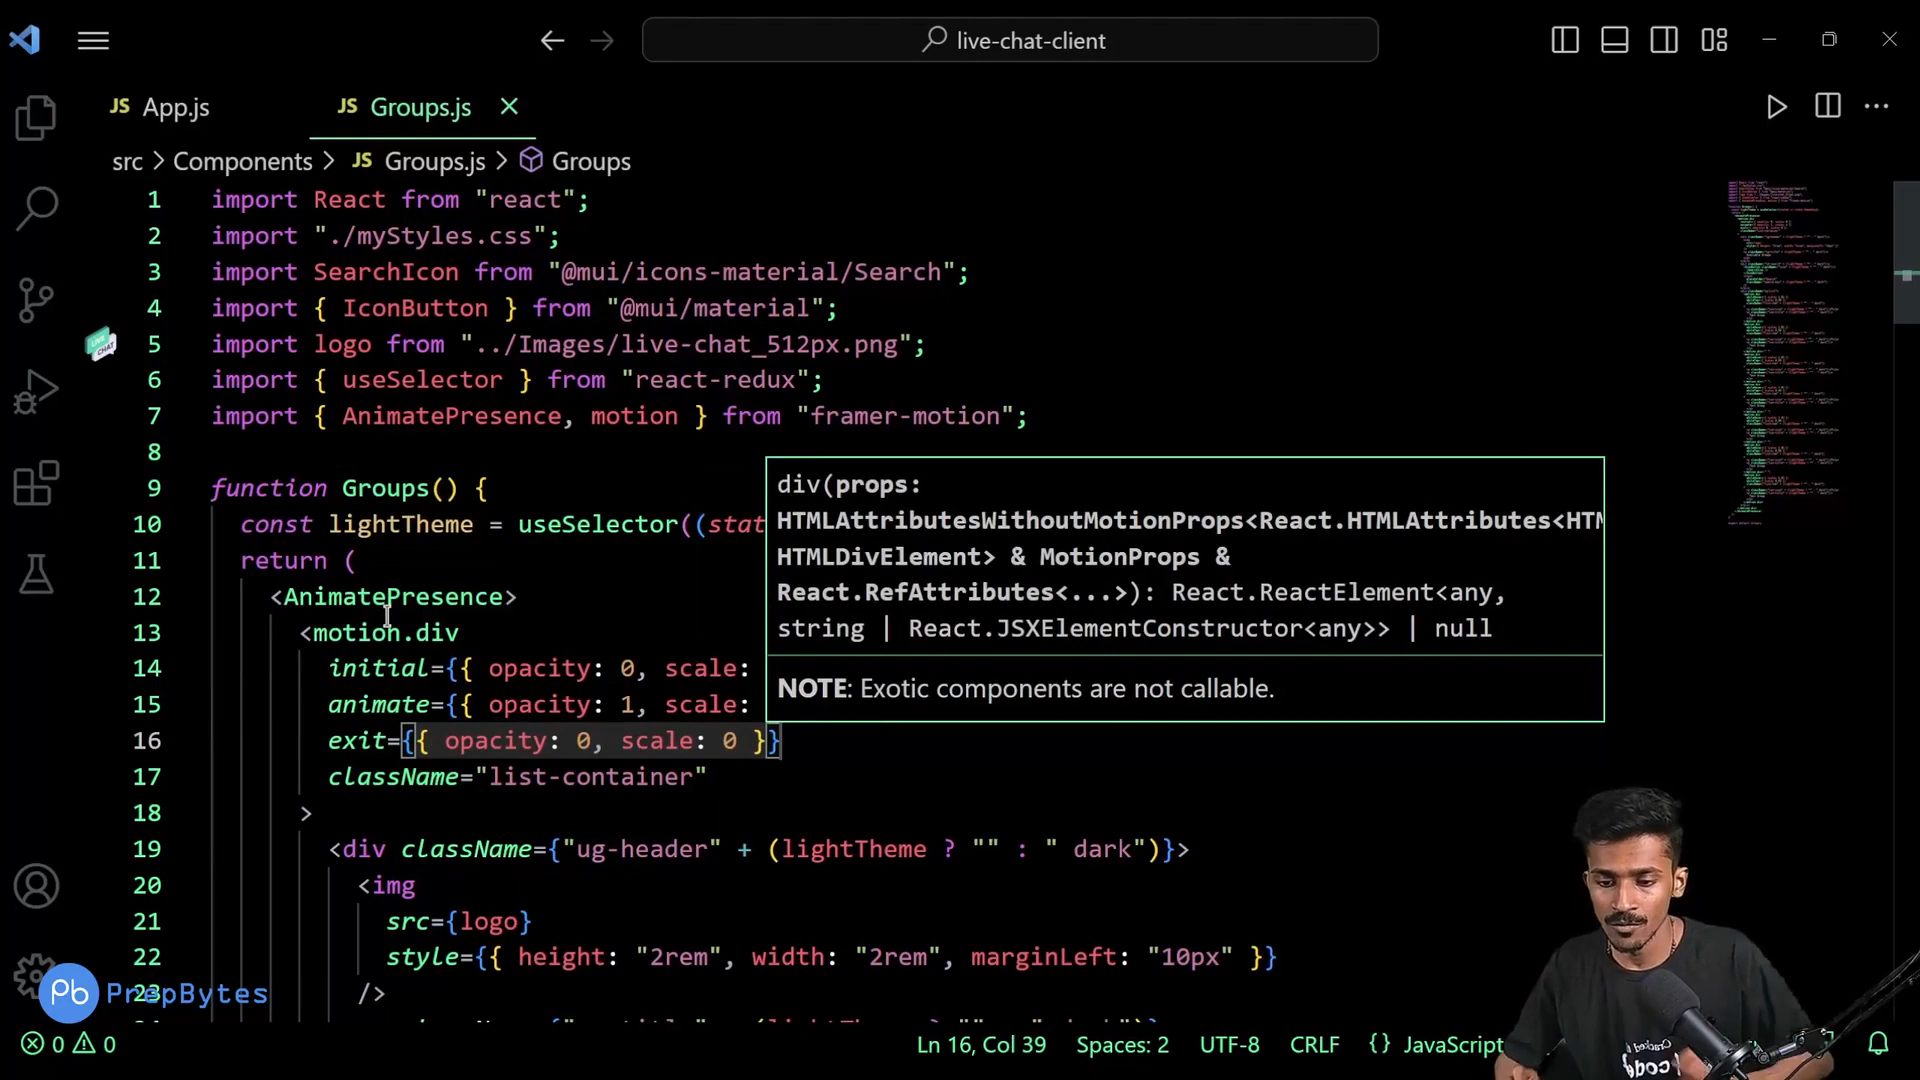 live-chat-client
JS App.js
JS Groups.js
src > Components > JS Groups.js > Groups
1 import React from "react";
2 import "./myStyles.css";
3 import SearchIcon from "@mui/icons-material/Search";
4 import { IconButton } from "@mui/material";
5 import logo from "../Images/live-chat_512px.png";
6 import { useSelector } from "react-redux";
7 import { AnimatePresence, motion } from "framer-motion";
8
9 function Groups() {
10 const lightTheme = useSelector((stat
11 return (
12 <AnimatePresence>
13 <motion.div
14 initial={{ opacity: 0, scale:
15 animate={{ opacity: 1, scale:
16 exit={{ opacity: 0, scale: 0 }}
17 className="list-container"
18 >
19 <div className={"ug-header" + (lightTheme ? "" : " dark")}>
20 <img
21 src={logo}
22 style={{ height: "2rem", width: "2rem", marginLeft: "10px" }}
23 />
div(props:
HTMLAttributesWithoutMotionProps<React.HTMLAttributes<HTM
HTMLDivElement> & MotionProps &
React.RefAttributes<...>): React.ReactElement<any,
string | React.JSXElementConstructor<any>> | null
NOTE: Exotic components are not callable.
LIVE
CHAT
Pb PrepBytes
0 0
Ln 16, Col 39 Spaces: 2 UTF-8 CRLF {} JavaScript
Cracked
code